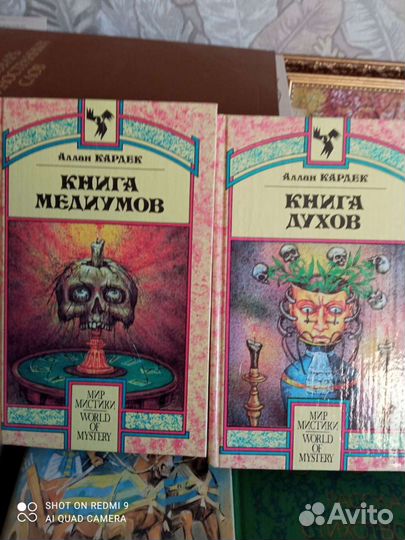 Аллан КАРДЕК
КНИГА
МЕДИУМОВ
МИР
МИСТИКИ
WORLD OF
MYSTERY
Аллан КАРДЕК
КНИГА
ДУХОВ
МИР
МИСТИКИ
WORLD OF
MYSTERY
СЛОВ
SHOT ON REDMI 9
AI QUAD CAMERA
Avito